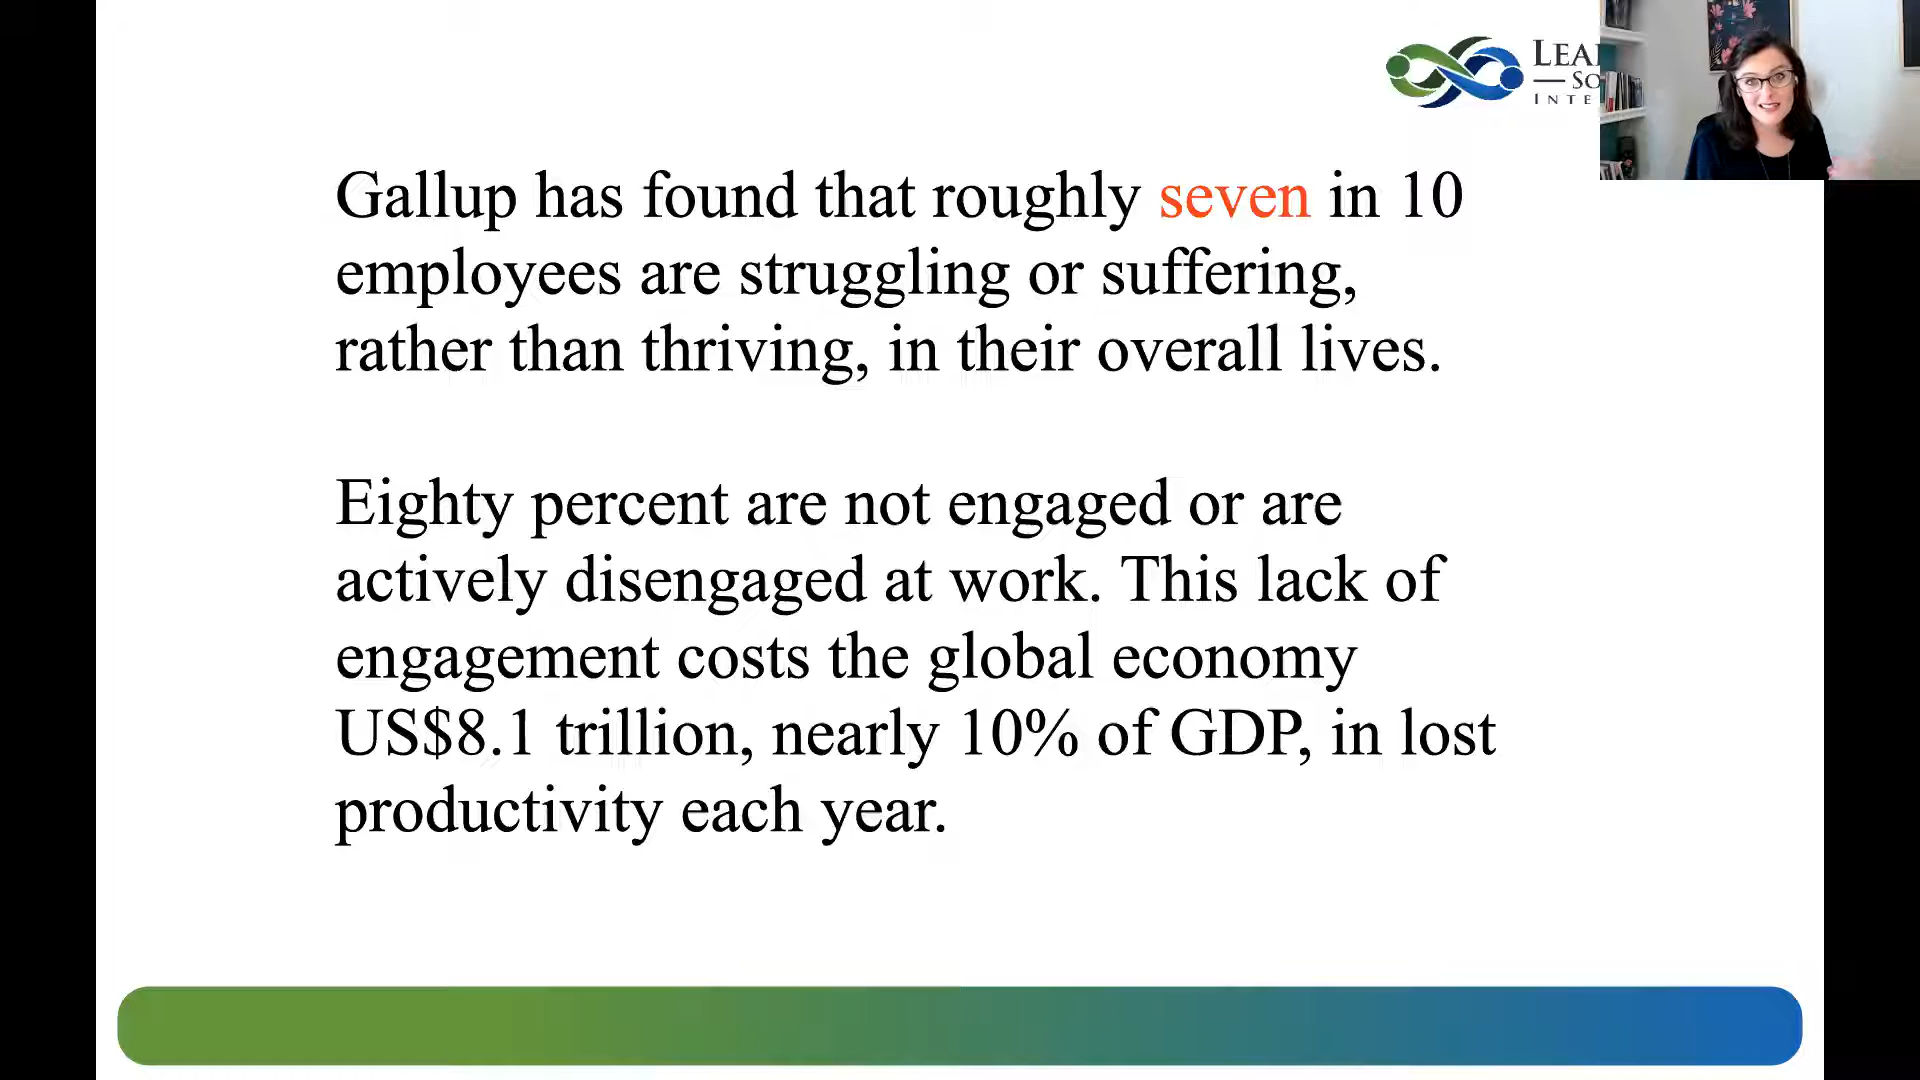 Gallup has found that roughly seven in 10
employees are struggling or suffering,
rather than thriving, in their overall lives.
Eighty percent are not engaged or are
actively disengaged at work. This lack of
engagement costs the global economy
US$8.1 trillion, nearly 10% of GDP, in lost
productivity each year.